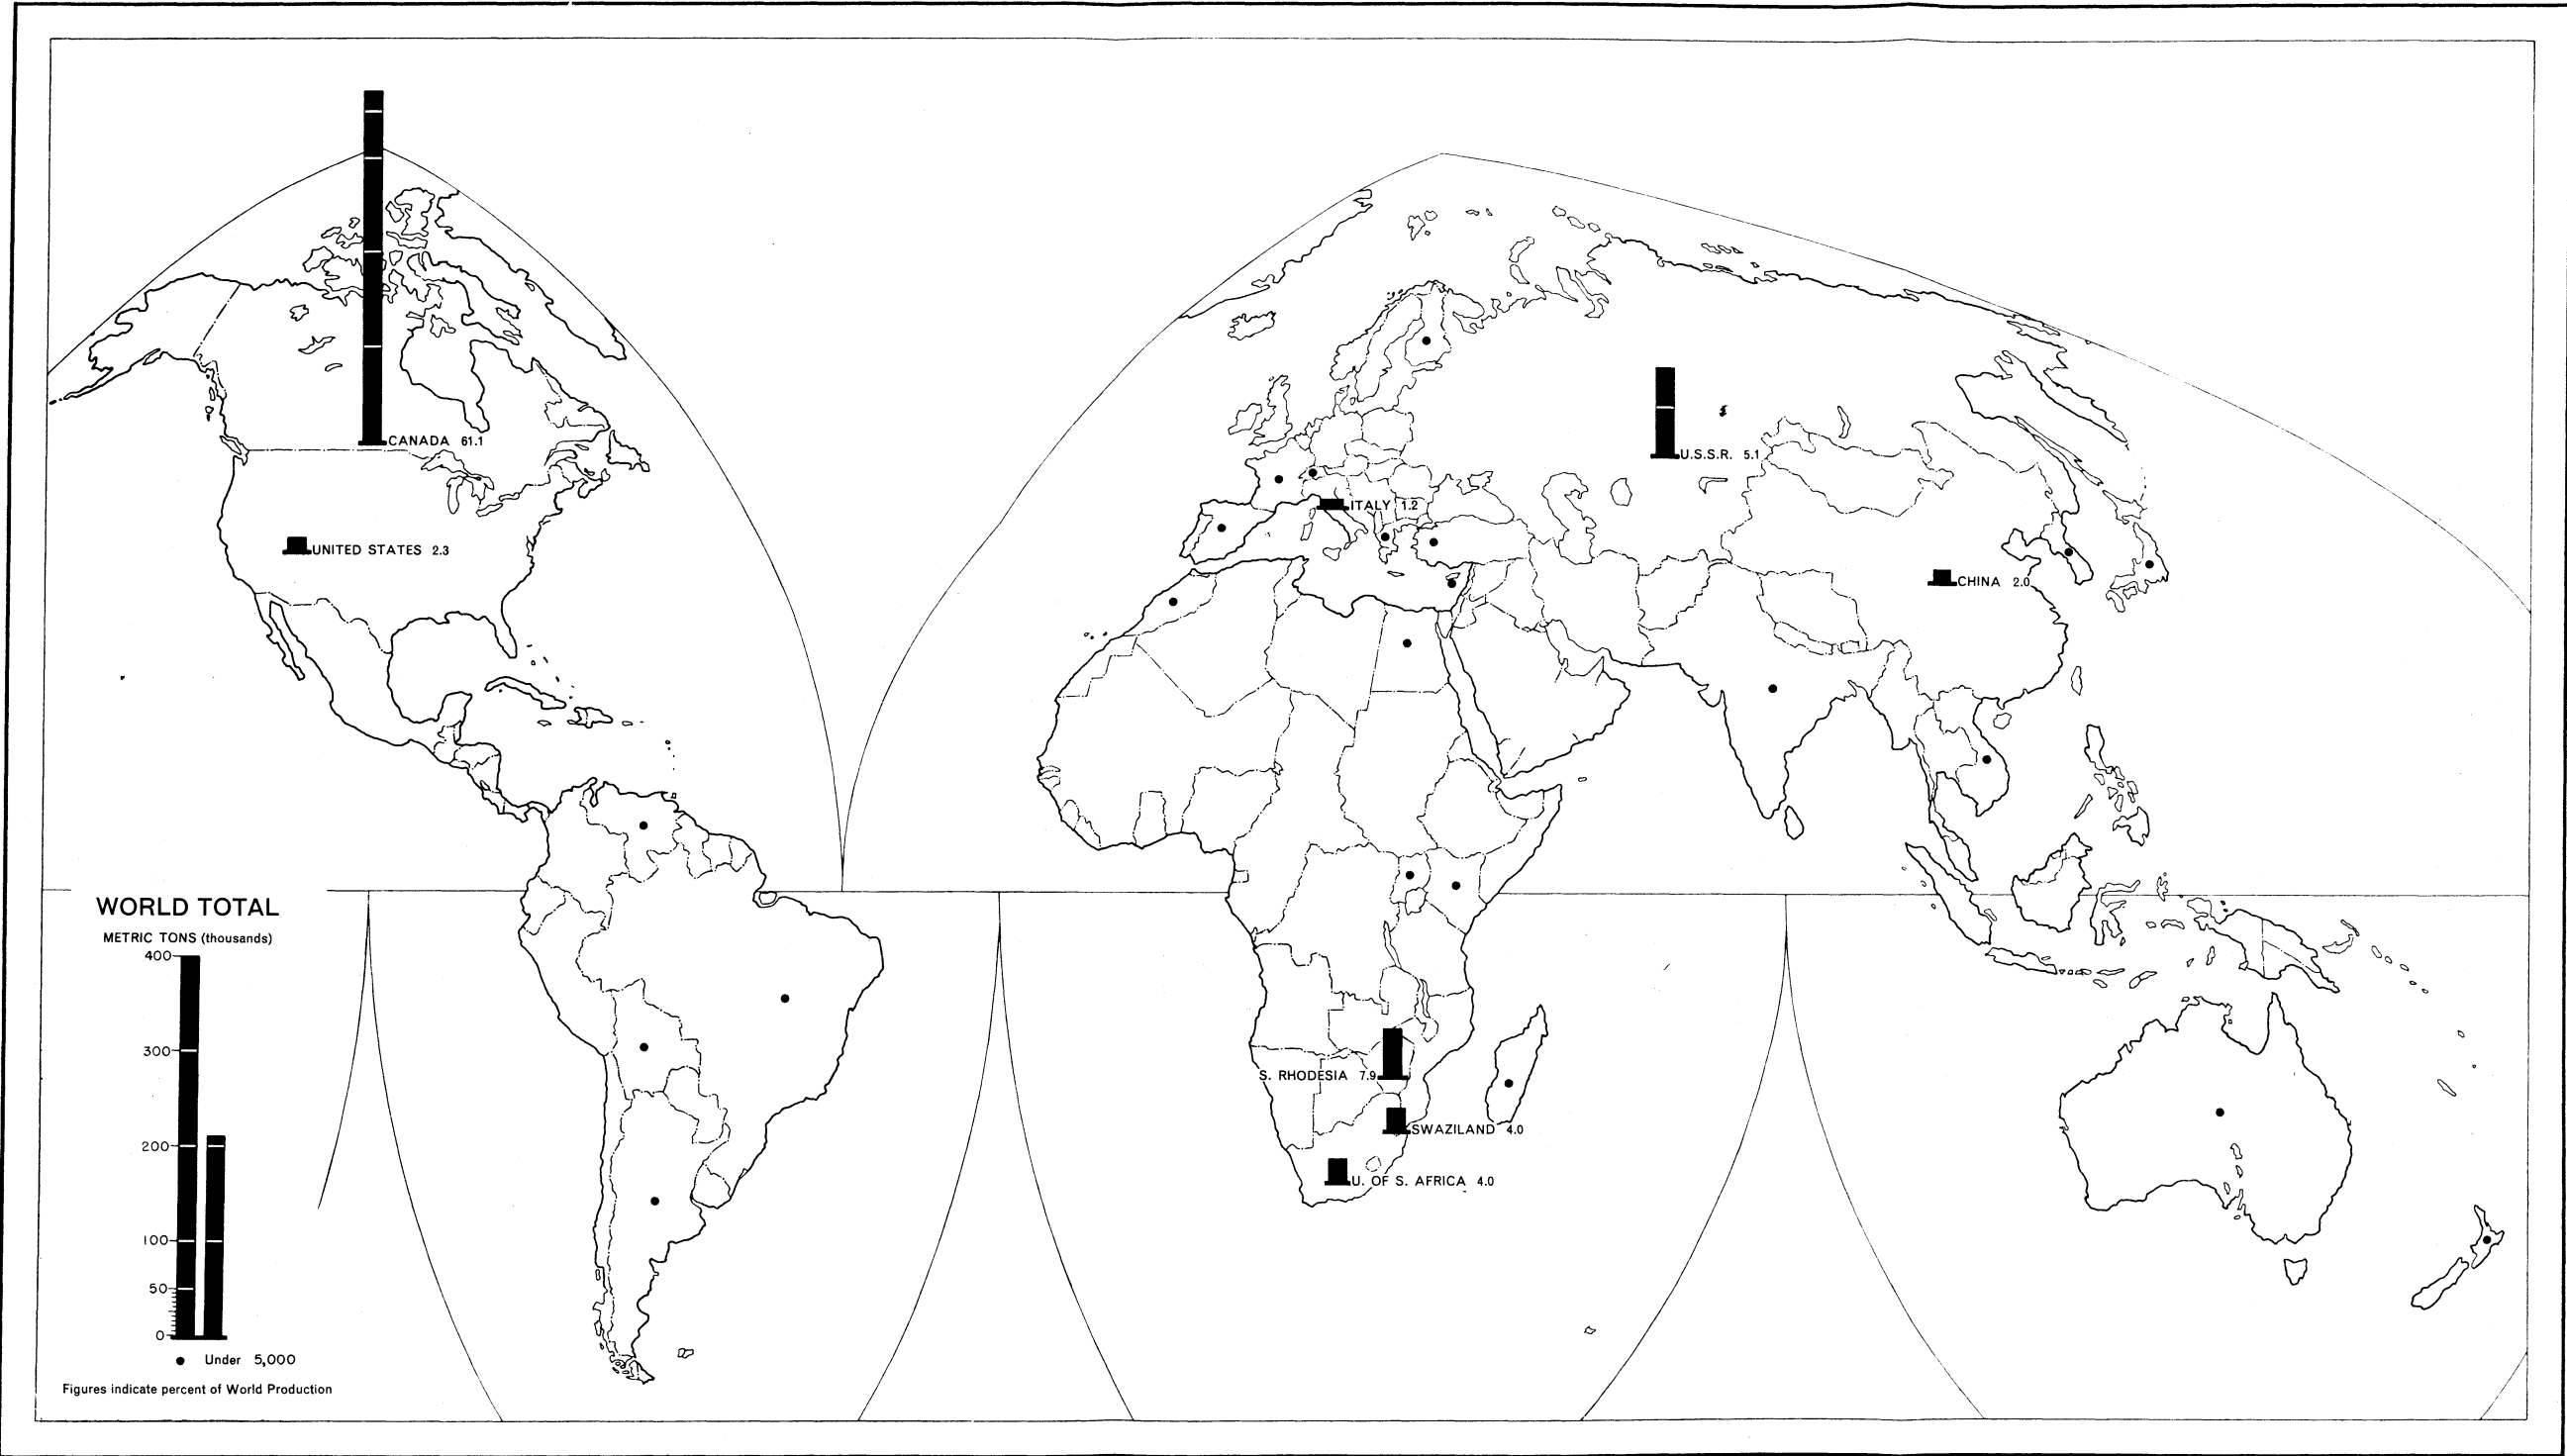 CANADA 61.1
U.S.S.R. 5.1
ITALY 1.2
UNITED STATES 2.3
CHINA 2.0
WORLD TOTAL
METRIC TONS (thousands)
400
300
200
100
50
0
S. RHODESIA 7.9
SWAZILAND 4.0
U. OF S. AFRICA 4.0
Under 5,000
Figures indicate percent of World Production